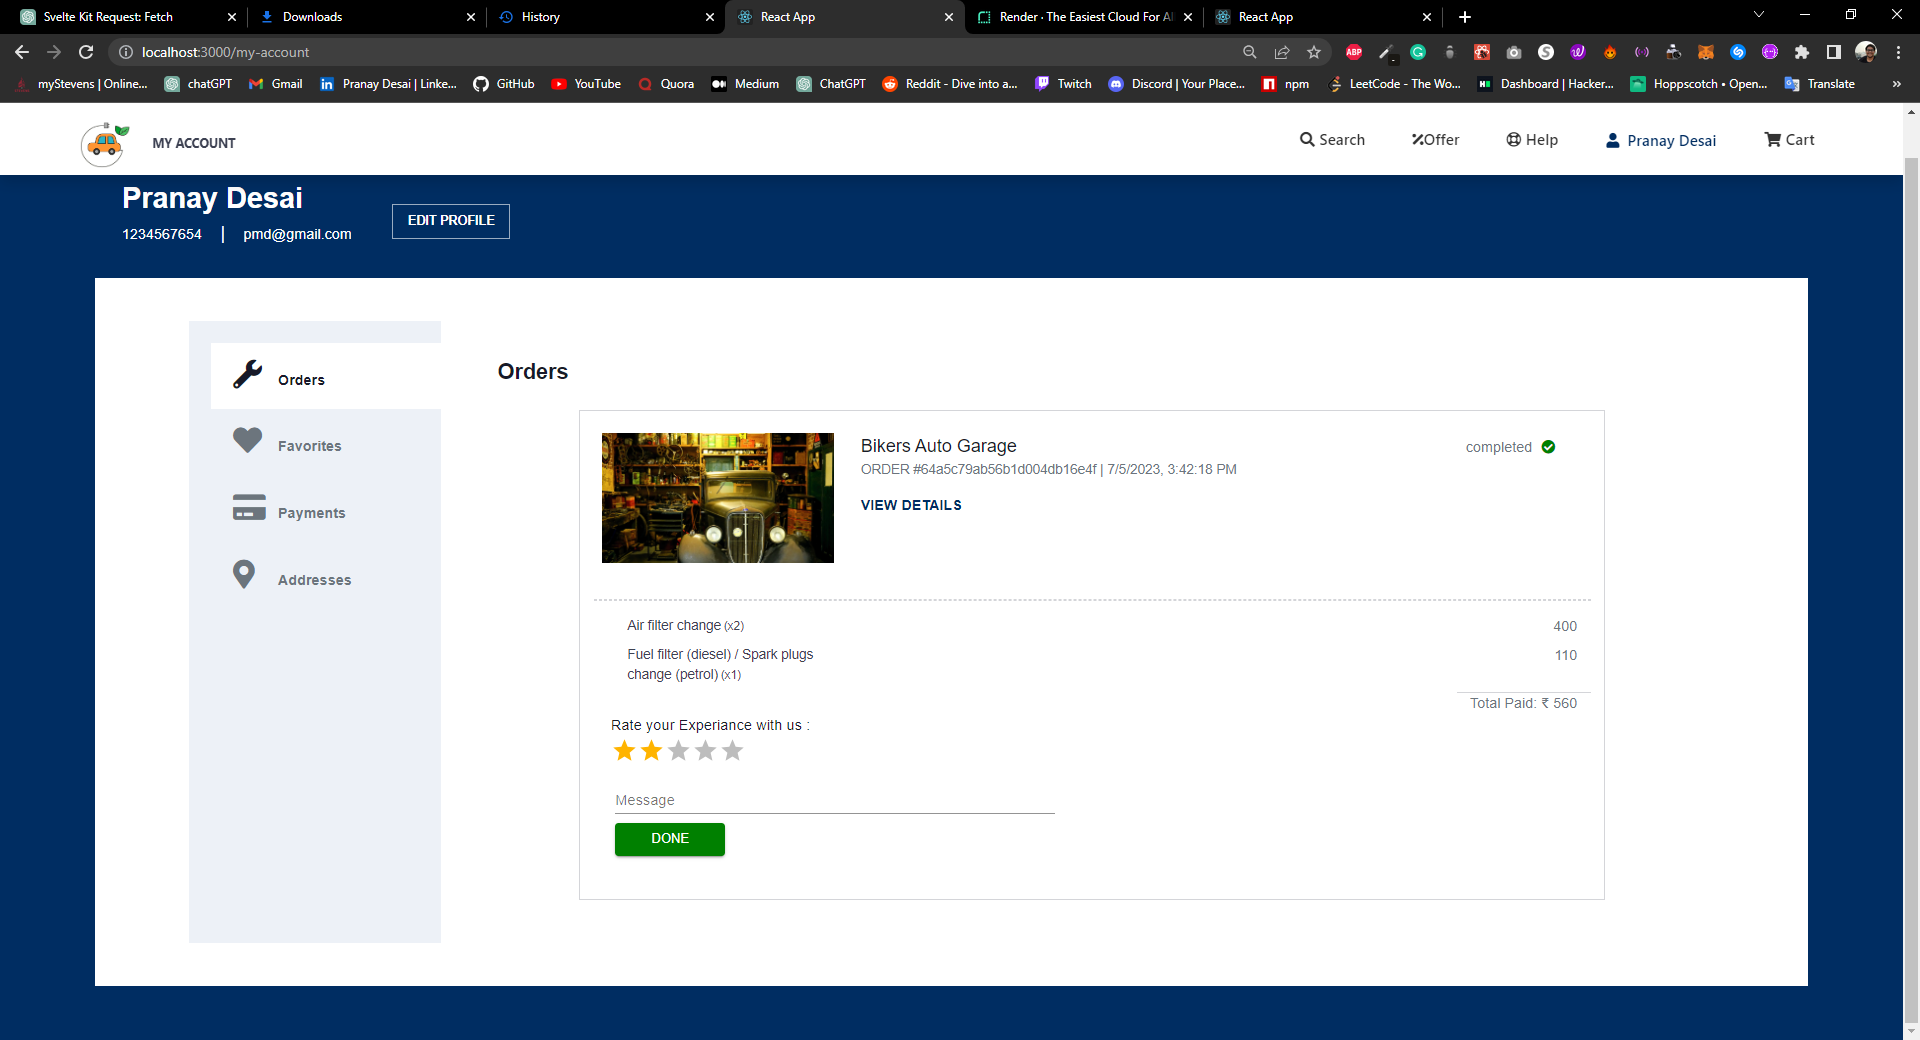 Svelte Kit Request: Fetch
Downloads
History
React App
Render · The Easiest Cloud For Al
React App
localhost:3000/my-account
myStevens | Online...
chatGPT
Gmail
Pranay Desai | Linke...
GitHub
YouTube
Quora
Medium
ChatGPT
Reddit - Dive into a...
Twitch
Discord | Your Place...
npm
LeetCode - The Wo...
Dashboard | Hacker...
Hoppscotch • Open...
Translate
»
MY ACCOUNT
Search
Offer
Help
Pranay Desai
Cart
Pranay Desai
1234567654 | pmd@gmail.com
EDIT PROFILE
Orders
Favorites
Payments
Addresses
Orders
Bikers Auto Garage
completed
ORDER #64a5c79ab56b1d004db16e4f | 7/5/2023, 3:42:18 PM
VIEW DETAILS
Air filter change (x2) 400
Fuel filter (diesel) / Spark plugs 110
change (petrol) (x1)
Total Paid: ₹ 560
Rate your Experiance with us :
Message
DONE